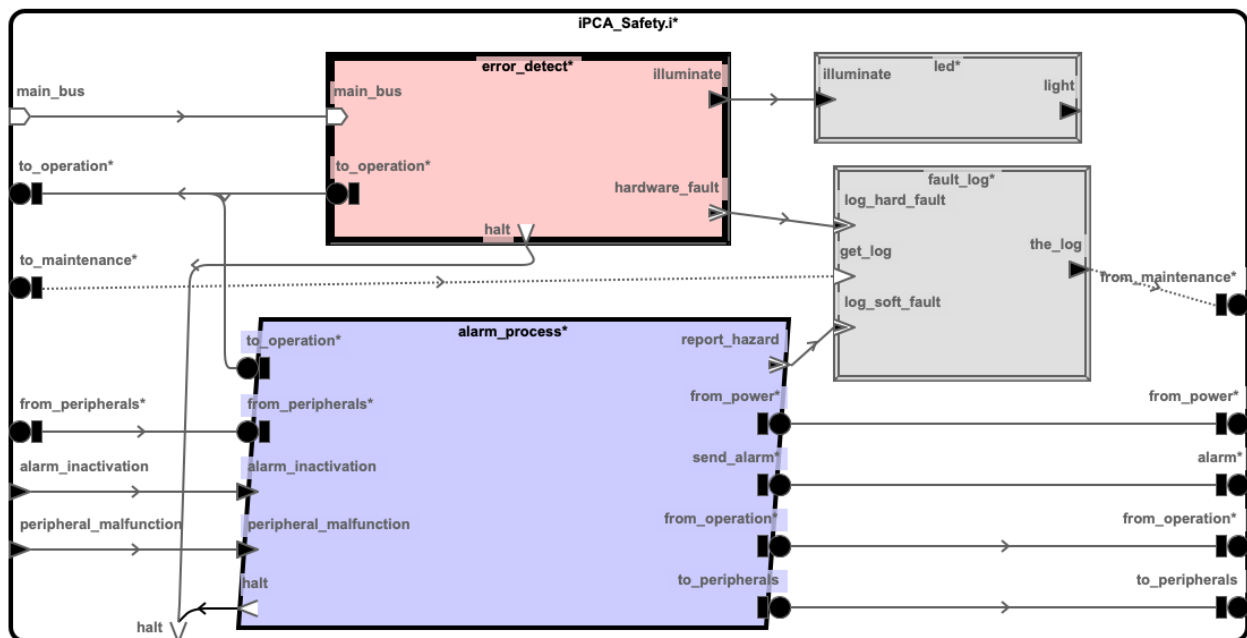 iPCA_Safety.i*
error_detect*
illuminate
illuminate
led*
light
main_bus
main_bus
to_operation*
to_operation*
hardware_fault
fault_log*
log_hard_fault
halt
to_maintenance*
get_log
the_log
from_maintenance*
log_soft_fault
alarm_process*
to_operation*
report_hazard
from_peripherals*
from_peripherals*
from_power*
from_power*
alarm_inactivation
alarm_inactivation
send_alarm*
alarm*
peripheral_malfunction
peripheral_malfunction
from_operation*
from_operation*
halt
to_peripherals
to_peripherals
halt